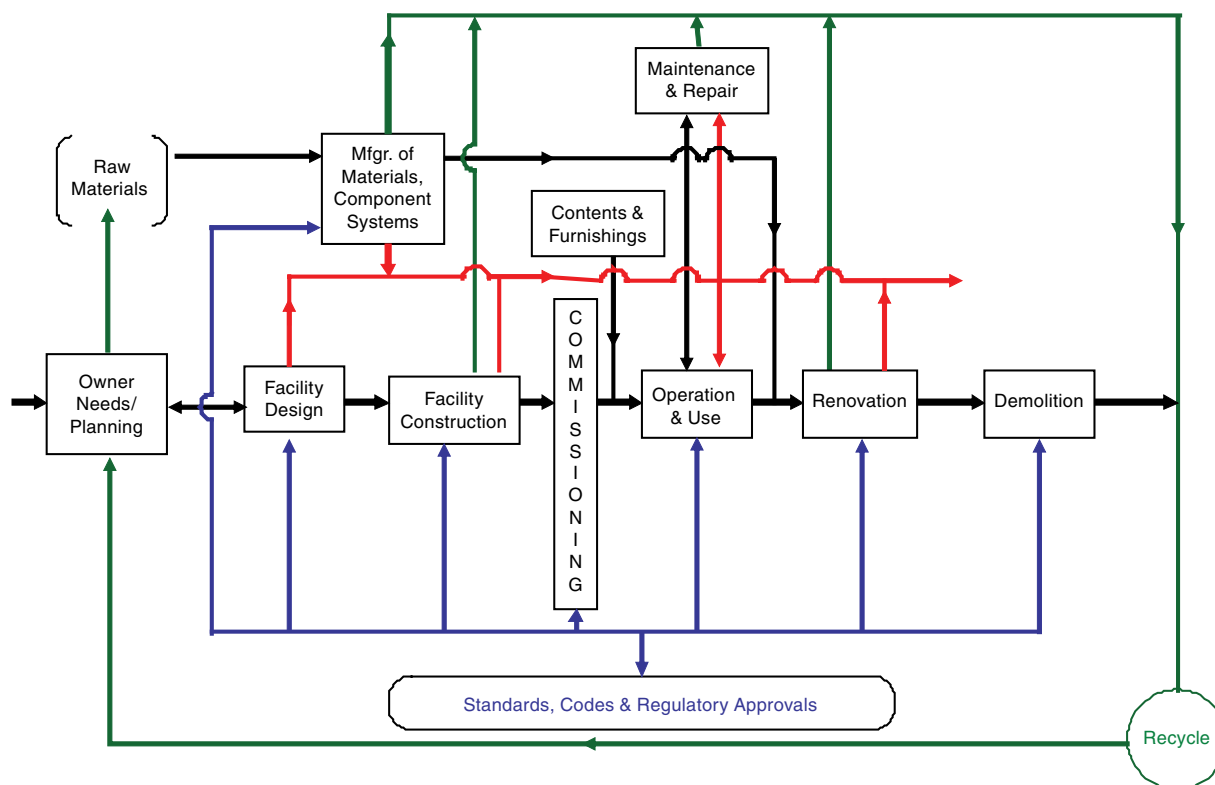 Maintenance
& Repair
Raw
Materials
Mfgr. of
Materials,
Component
Systems
Contents &
Furnishings
C
O
M
M
I
S
S
I
O
N
I
N
G
Owner
Needs/
Planning
Facility
Design
Facility
Construction
Operation
& Use
Renovation
Demolition
Standards, Codes & Regulatory Approvals
Recycle